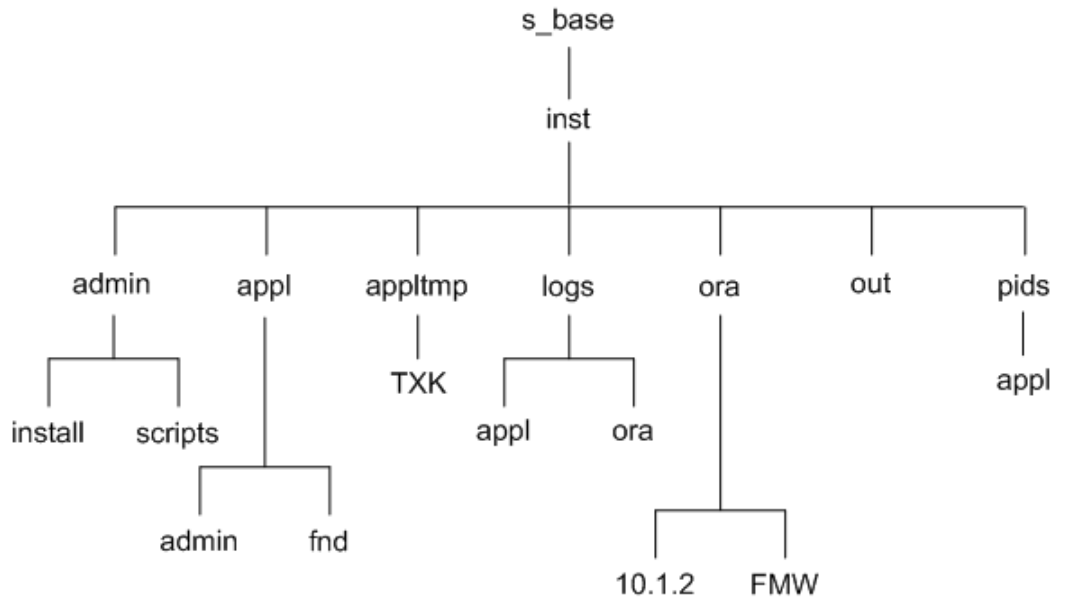 s_base
inst
admin appl appltmp logs ora out pids
TXK appl
install scripts appl ora
admin fnd
10.1.2 FMW